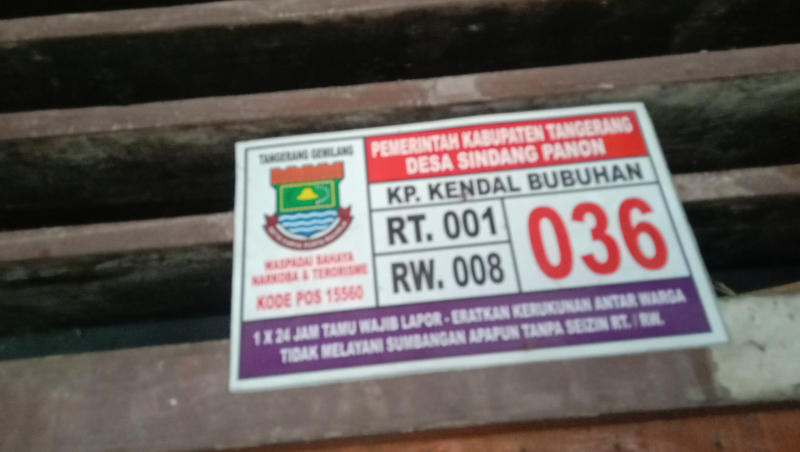 TANGERANG GEMILANG
WASPADAI BAHAYA
NARKOBA & TERORISME
KODE POS 15560
PEMERINTAH KABUPATEN TANGERANG
DESA SINDANG PANON
KP. KENDAL BUBUHAN
RT. 001
RW. 008
036
1 X 24 JAM TAMU WAJIB LAPOR - ERATKAN KERUKUNAN ANTAR WARGA
TIDAK MELAYANI SUMBANGAN APAPUN TANPA SEIZIN RT. / RW.